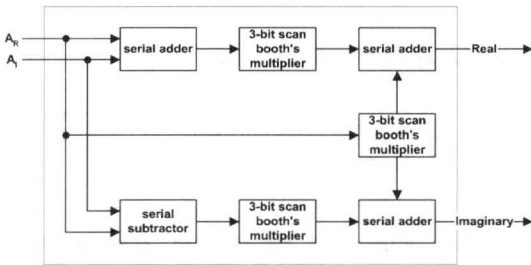 A_R
A_I
serial adder
3-bit scan
booth's
multiplier
serial adder
Real
3-bit scan
booth's
multiplier
serial
subtractor
3-bit scan
booth's
multiplier
serial adder
Imaginary